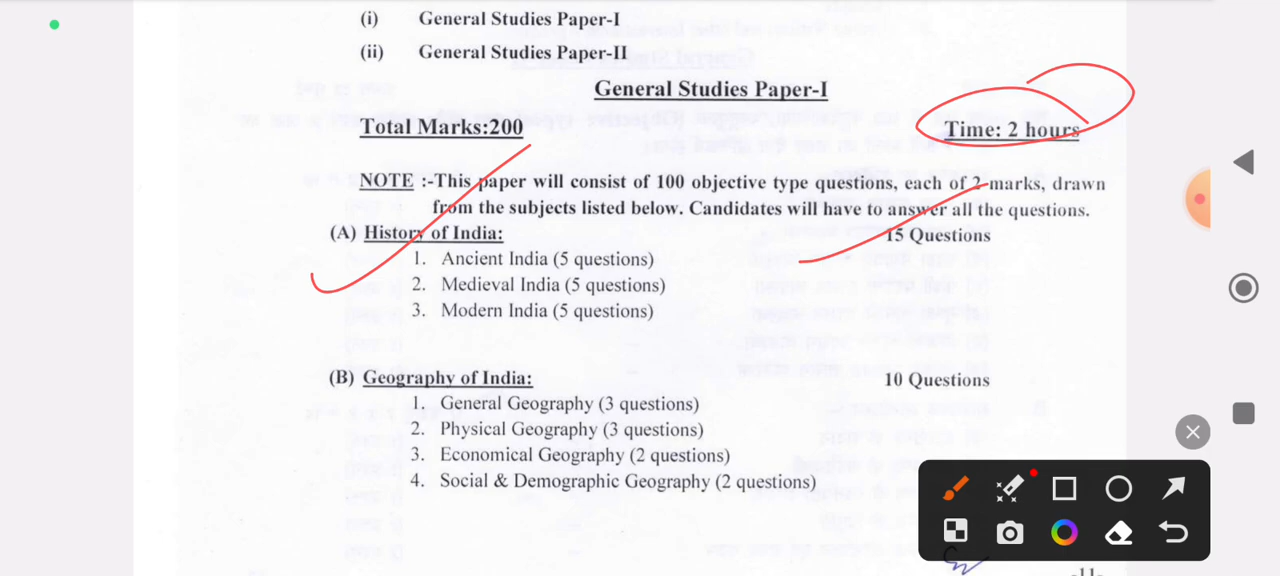 (i) General Studies Paper-I
(ii) General Studies Paper-II
General Studies Paper-I
Total Marks:200 Time: 2 hours
NOTE :-This paper will consist of 100 objective type questions, each of 2 marks, drawn
from the subjects listed below. Candidates will have to answer all the questions.
(A) History of India: 15 Questions
1. Ancient India (5 questions)
2. Medieval India (5 questions)
3. Modern India (5 questions)
(B) Geography of India: 10 Questions
1. General Geography (3 questions)
2. Physical Geography (3 questions)
3. Economical Geography (2 questions)
4. Social & Demographic Geography (2 questions)